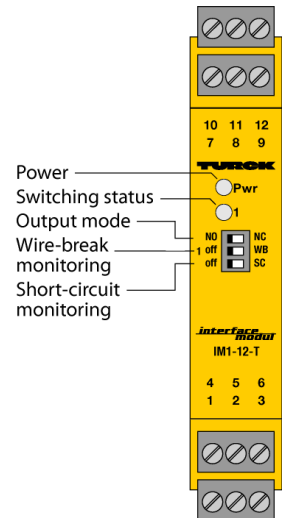 10 11 12
7 8 9
TURCK
Power
Pwr
Switching status
1
Output mode
NO NC
Wire-break
monitoring
1 off WB
Short-circuit
monitoring
off SC
interface
modul
IM1-12-T
4 5 6
1 2 3